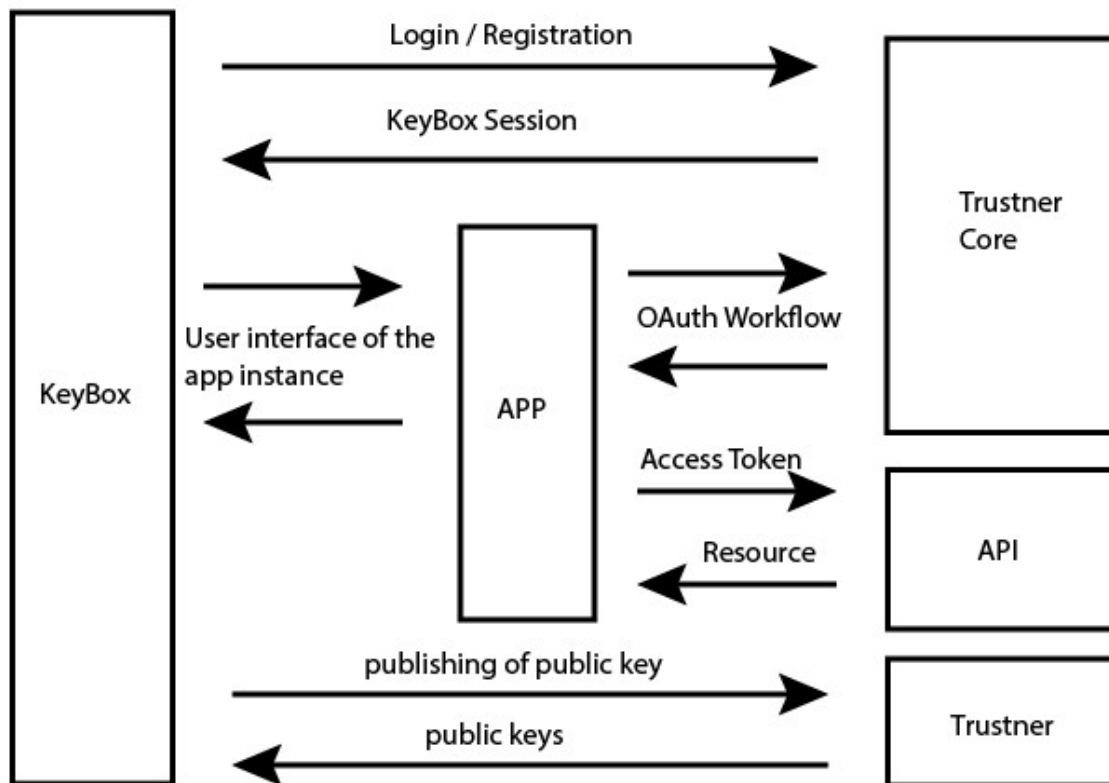 Login / Registration
KeyBox Session
Trustner
Core
User interface of the
app instance
OAuth Workflow
KeyBox
APP
Access Token
Resource
API
publishing of public key
public keys
Trustner